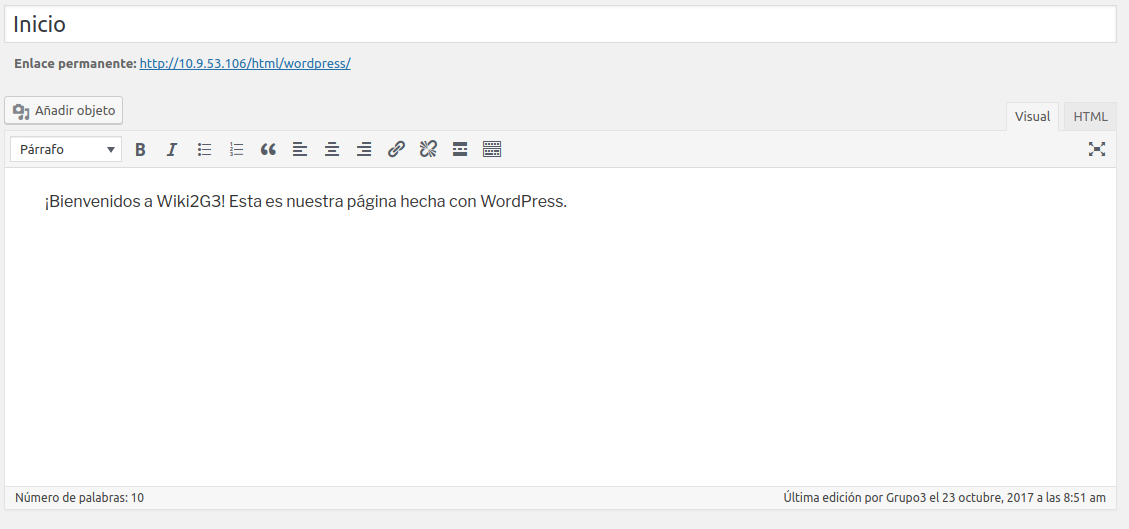 Inicio
Enlace permanente: http://10.9.53.106/html/wordpress/
Añadir objeto
Visual HTML
Párrafo B I
¡Bienvenidos a Wiki2G3! Esta es nuestra página hecha con WordPress.
Número de palabras: 10 Última edición por Grupo3 el 23 octubre, 2017 a las 8:51 am